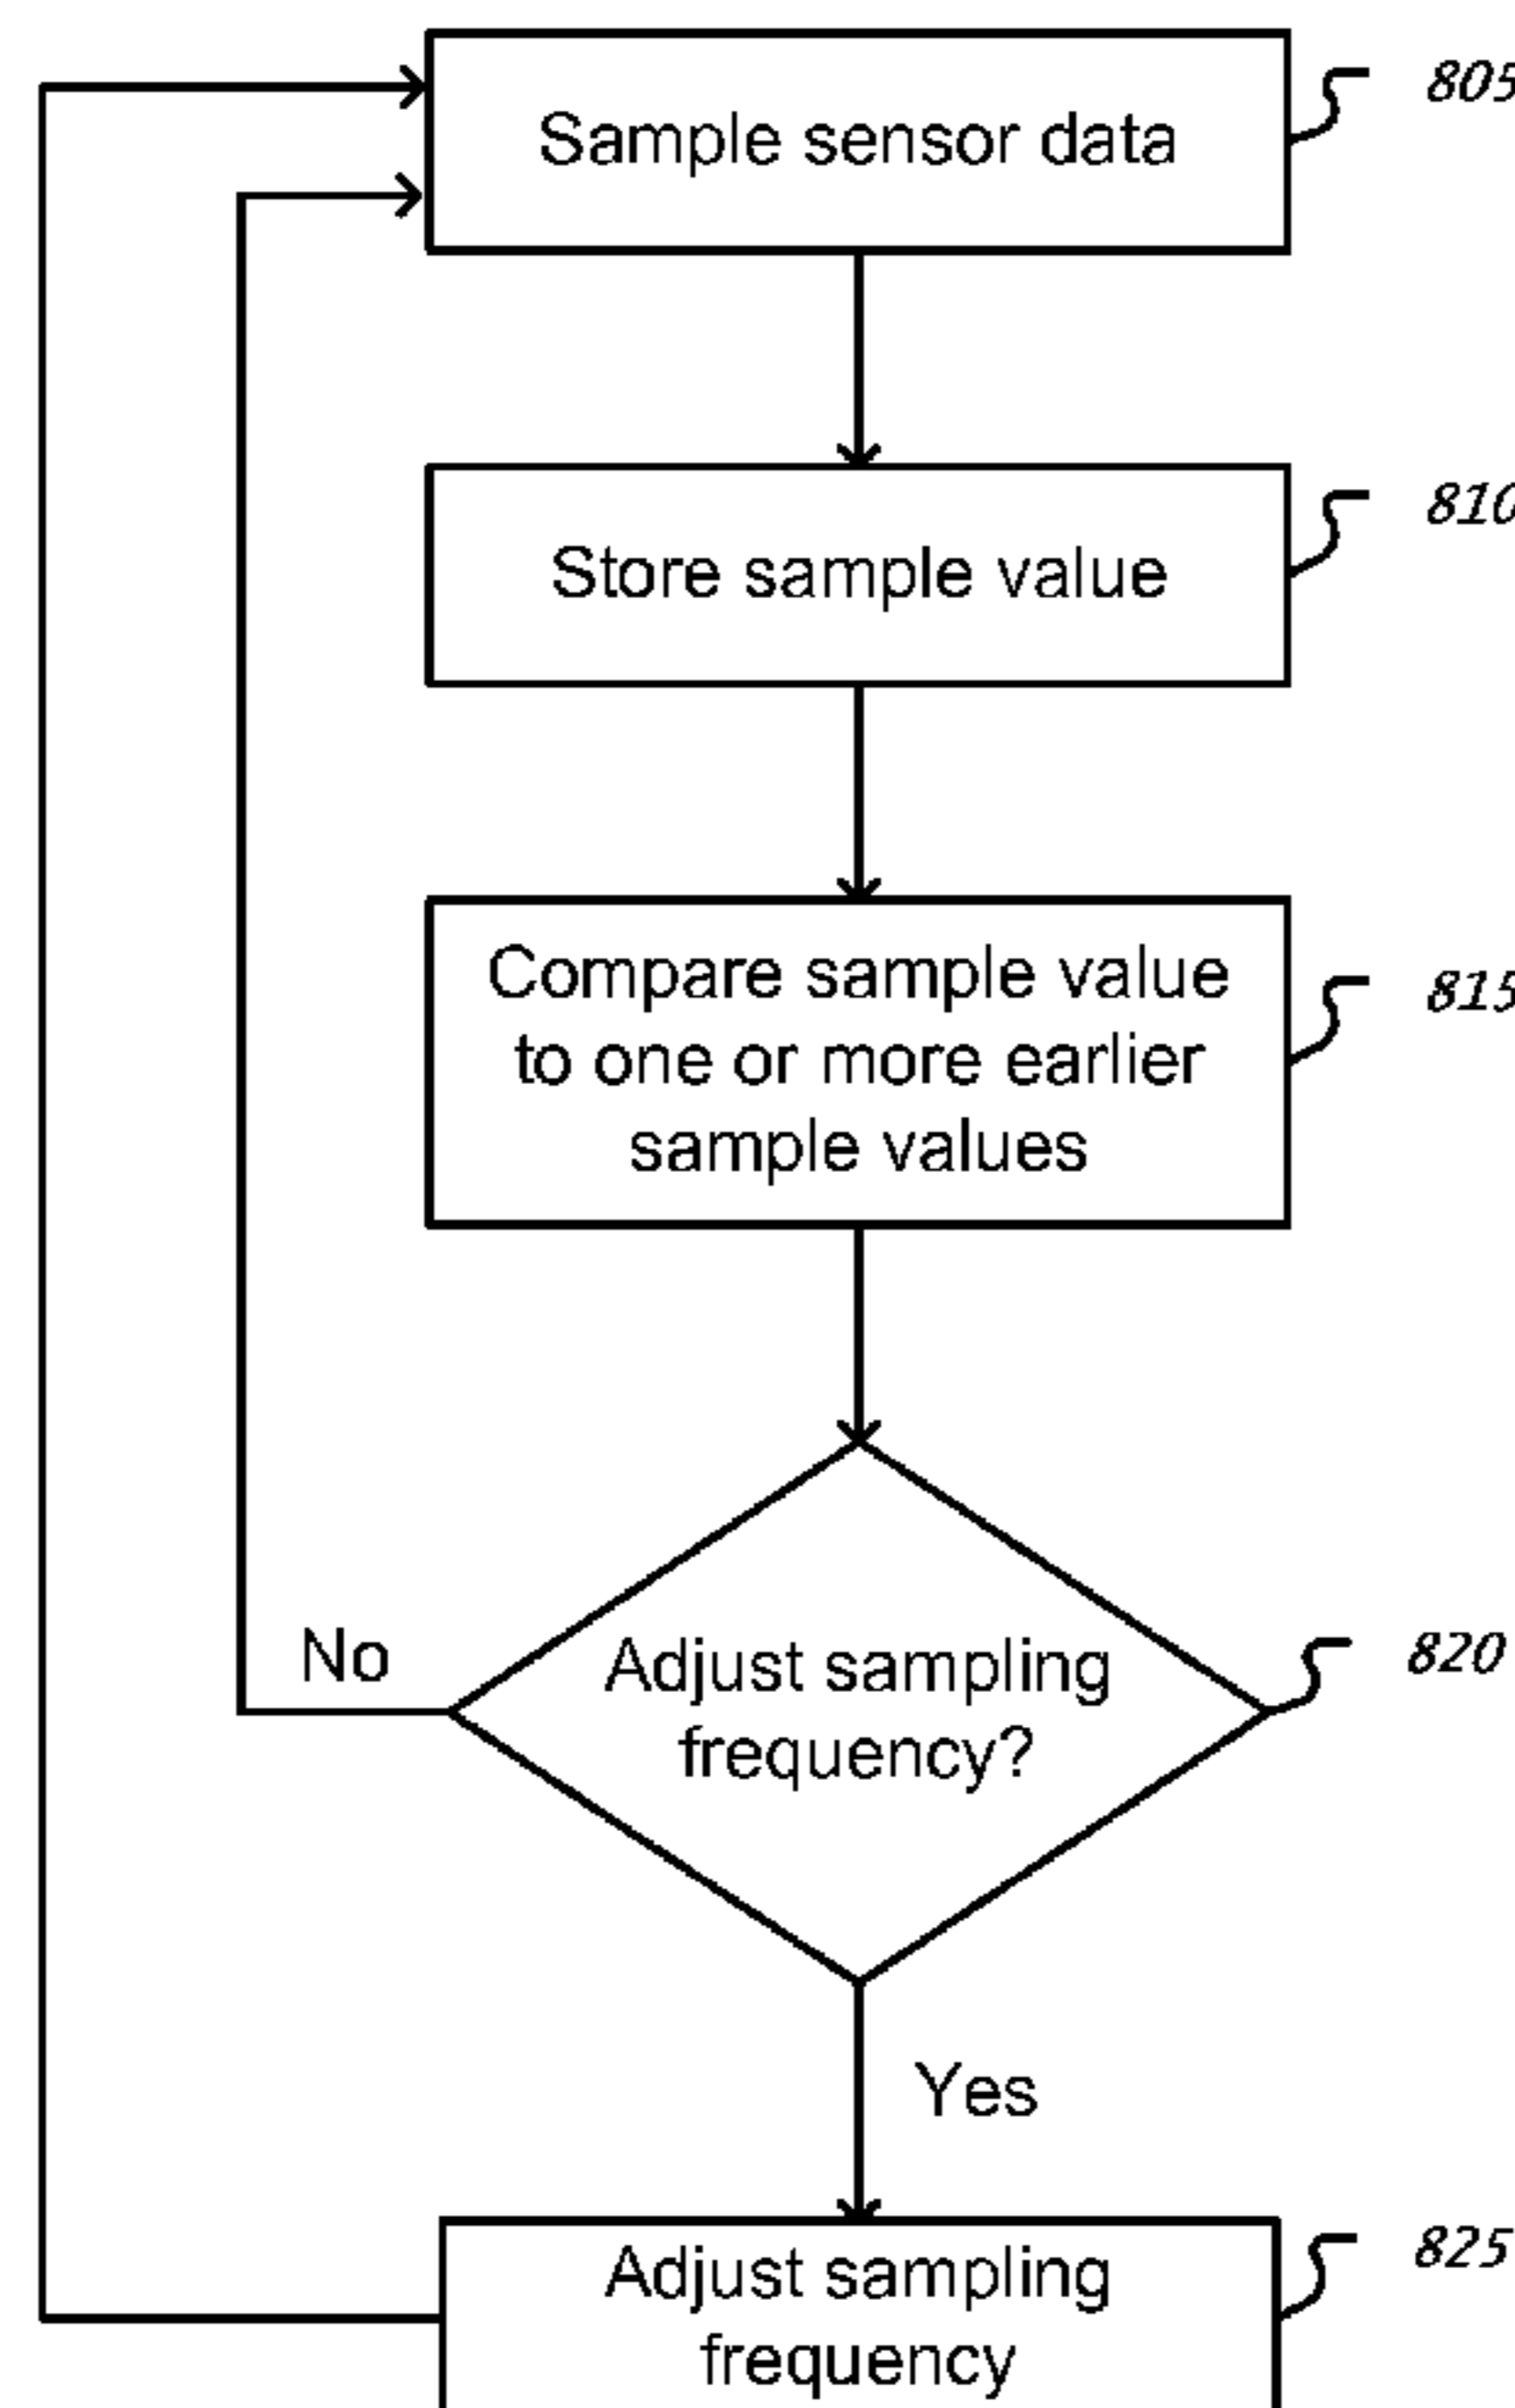 Sample sensor data
805
Store sample value
810
Compare sample value
to one or more earlier
sample values
815
Adjust sampling
frequency?
820
No
Yes
Adjust sampling
frequency
825